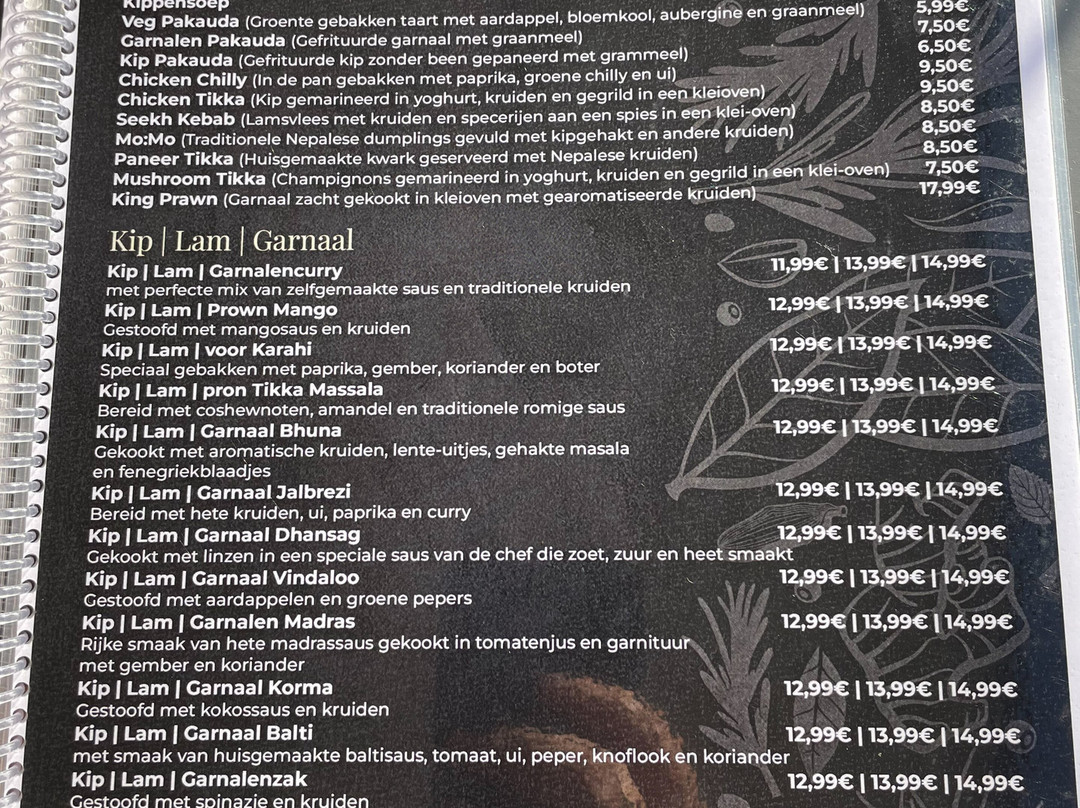 Kippensoep 5,99€
Veg Pakauda (Groente gebakken taart met aardappel, bloemkool, aubergine en graanmeel) 7,50€
Garnalen Pakauda (Gefrituurde garnaal met graanmeel) 6,50€
Kip Pakauda (Gefrituurde kip zonder been gepaneerd met grammeel) 9,50€
Chicken Chilly (In de pan gebakken met paprika, groene chilly en ui) 9,50€
Chicken Tikka (Kip gemarineerd in yoghurt, kruiden en gegrild in een kleioven) 8,50€
Seekh Kebab (Lamsvlees met kruiden en specerijen aan een spies in een klei-oven) 8,50€
Mo:Mo (Traditionele Nepalese dumplings gevuld met kipgehakt en andere kruiden) 8,50€
Paneer Tikka (Huisgemaakte kwark geserveerd met Nepalese kruiden) 7,50€
Mushroom Tikka (Champignons gemarineerd in yoghurt, kruiden en gegrild in een klei-oven) 17,99€
King Prawn (Garnaal zacht gekookt in kleioven met gearomatiseerde kruiden)
Kip | Lam | Garnaal
Kip | Lam | Garnalencurry 11,99€ | 13,99€ | 14,99€
met perfecte mix van zelfgemaakte saus en traditionele kruiden
Kip | Lam | Prown Mango 12,99€ | 13,99€ | 14,99€
Gestoofd met mangosaus en kruiden
Kip | Lam | voor Karahi 12,99€ | 13,99€ | 14,99€
Speciaal gebakken met paprika, gember, koriander en boter
Kip | Lam | pron Tikka Massala 12,99€ | 13,99€ | 14,99€
Bereid met coshewnoten, amandel en traditionele romige saus
Kip | Lam | Garnaal Bhuna 12,99€ | 13,99€ | 14,99€
Gekookt met aromatische kruiden, lente-uitjes, gehakte masala
en fenegriekblaadjes
Kip | Lam | Garnaal Jalbrezi 12,99€ | 13,99€ | 14,99€
Bereid met hete kruiden, ui, paprika en curry
Kip | Lam | Garnaal Dhansag 12,99€ | 13,99€ | 14,99€
Gekookt met linzen in een speciale saus van de chef die zoet, zuur en heet smaakt
Kip | Lam | Garnaal Vindaloo 12,99€ | 13,99€ | 14,99€
Gestoofd met aardappelen en groene pepers
Kip | Lam | Garnalen Madras 12,99€ | 13,99€ | 14,99€
Rijke smaak van hete madrassaus gekookt in tomatenjus en garnituur
met gember en koriander
Kip | Lam | Garnaal Korma 12,99€ | 13,99€ | 14,99€
Gestoofd met kokossaus en kruiden
Kip | Lam | Garnaal Balti 12,99€ | 13,99€ | 14,99€
met smaak van huisgemaakte baltisaus, tomaat, ui, peper, knoflook en koriander
Kip | Lam | Garnalenzak 12,99€ | 13,99€ | 14,99€
Gestoofd met spinazie en kruiden